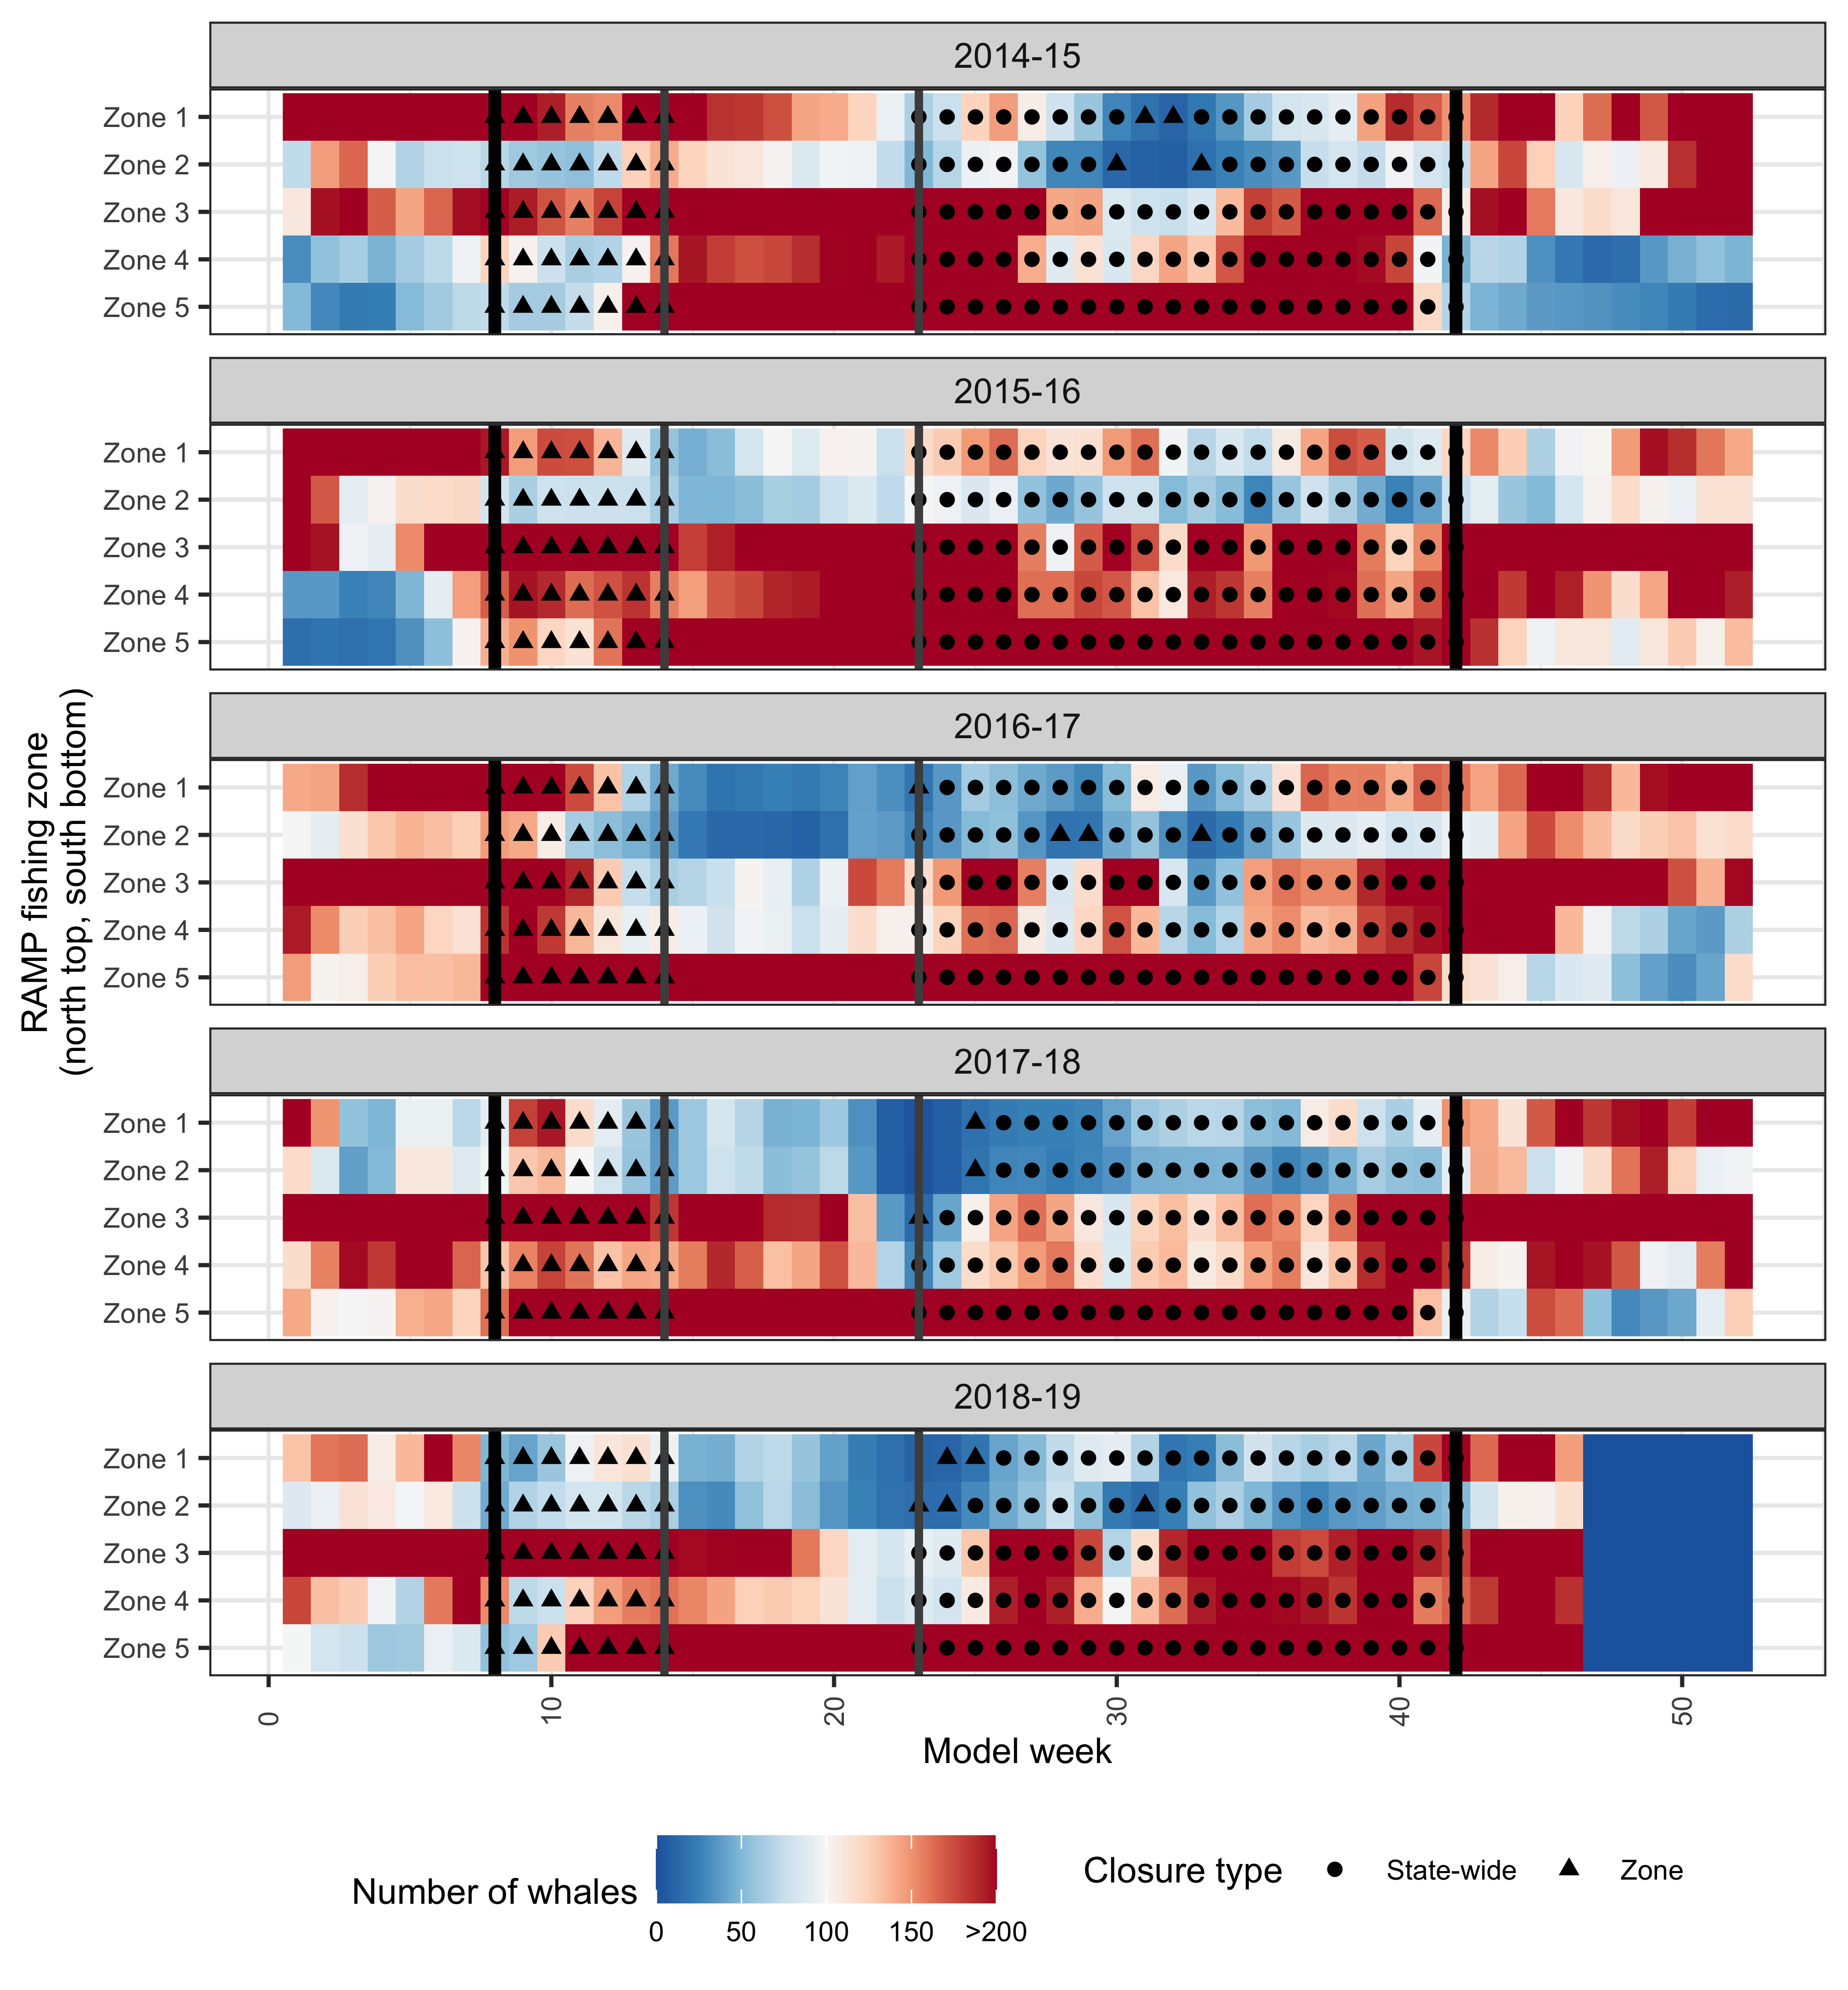 2014-15
Zone 1
Zone 2
Zone 3
Zone 4
Zone 5
2015-16
Zone 1
Zone 2
Zone 3
Zone 4
Zone 5
2016-17
Zone 1
Zone 2
Zone 3
Zone 4
Zone 5
2017-18
Zone 1
Zone 2
Zone 3
Zone 4
Zone 5
2018-19
Zone 1
Zone 2
Zone 3
Zone 4
Zone 5
RAMP fishing zone
(north top, south bottom)
0 10 20 30 40 50
Model week
Number of whales
0 50 100 150 >200
Closure type State-wide Zone